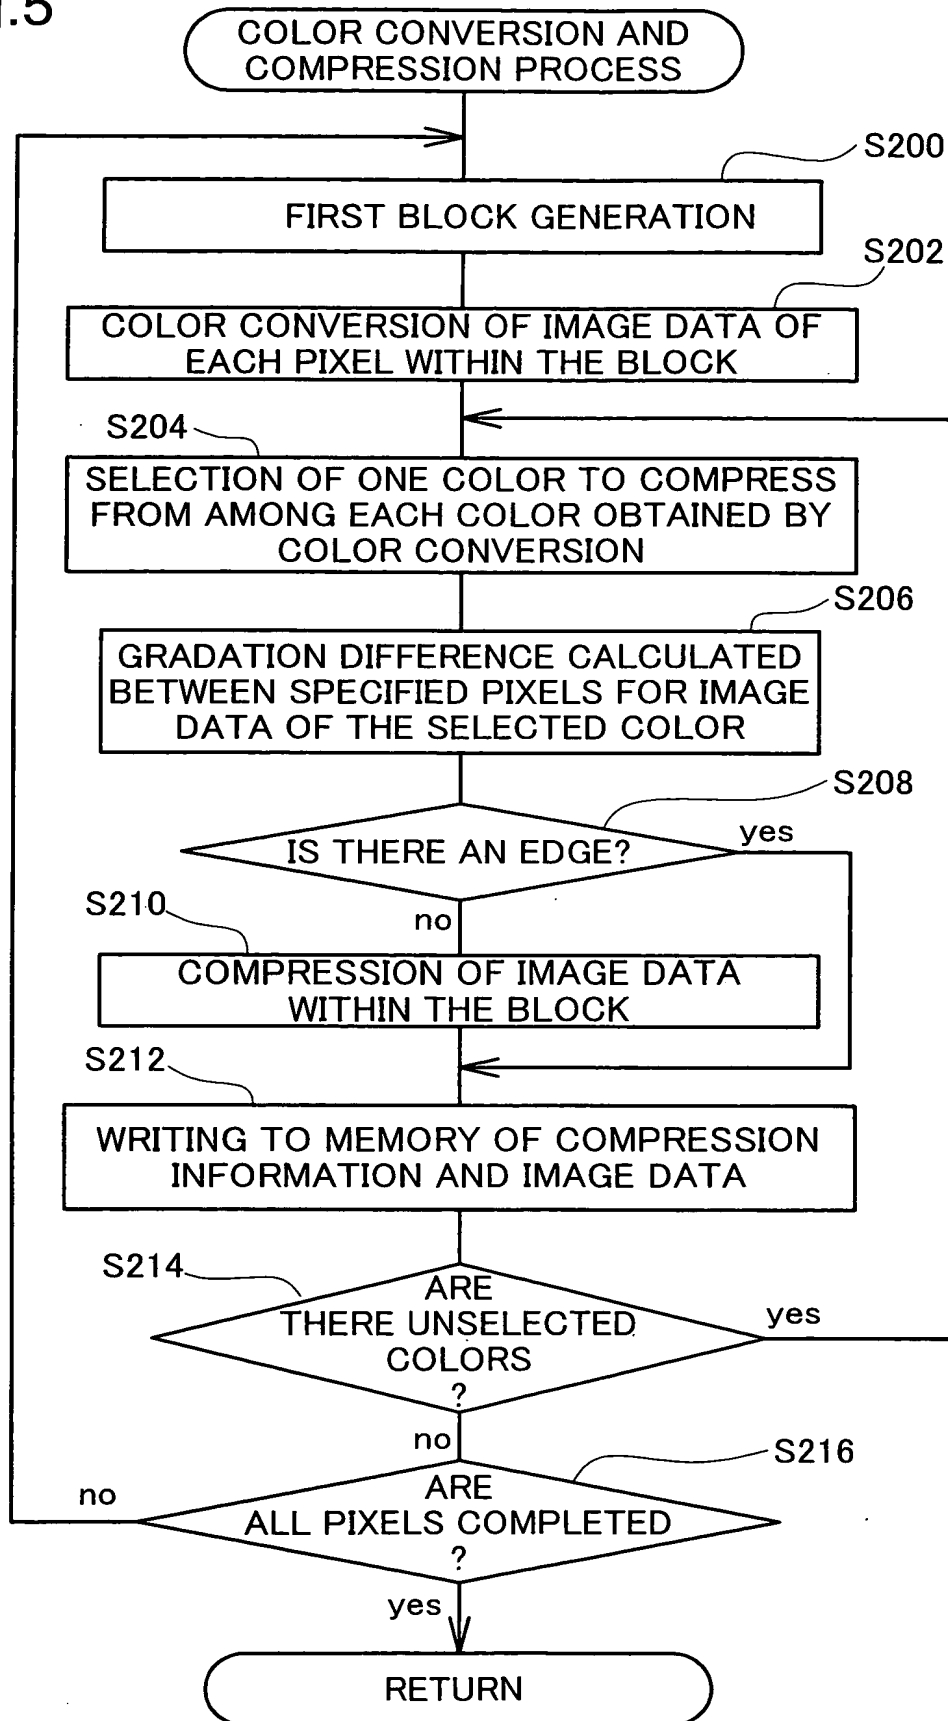 .5
COLOR CONVERSION AND
COMPRESSION PROCESS
S200
FIRST BLOCK GENERATION
S202
COLOR CONVERSION OF IMAGE DATA OF
EACH PIXEL WITHIN THE BLOCK
S204
SELECTION OF ONE COLOR TO COMPRESS
FROM AMONG EACH COLOR OBTAINED BY
COLOR CONVERSION
S206
GRADATION DIFFERENCE CALCULATED
BETWEEN SPECIFIED PIXELS FOR IMAGE
DATA OF THE SELECTED COLOR
S208
IS THERE AN EDGE?
yes
no
S210
COMPRESSION OF IMAGE DATA
WITHIN THE BLOCK
S212
WRITING TO MEMORY OF COMPRESSION
INFORMATION AND IMAGE DATA
S214
ARE
THERE UNSELECTED
COLORS
?
yes
no
S216
ARE
ALL PIXELS COMPLETED
?
no
yes
RETURN